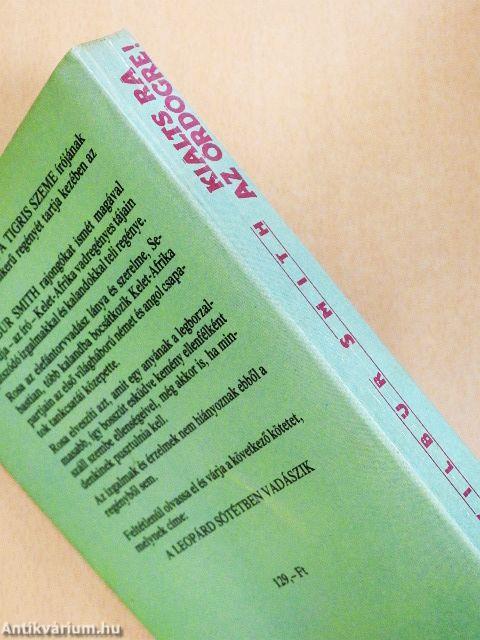 KIÁLTS RÁ
AZ ÖRDÖGRE!
WILBUR SMITH
A TIGRIS SZEME írójának
sikerű regényét tartja kezében az
SMITH rajongókat ismét magával
az író – Kelet-Afrika vadregényes tájain
izgalmakkal és kalandokkal teli regénye.
Rosa az elefántorvvadász lánya és szerelme, Se-
bastian, több kalandba bocsátkozik Kelet-Afrika
partjain az első világháború német és angol csapa-
tok tankcsatái közepette.
Rosa elveszíti azt, amit egy anyának a legborzal-
masabb, így bosszút esküdve kemény ellenfélként
száll szembe ellenségeivel, még akkor is, ha min-
denkinek pusztulnia kell.
Az izgalmak és érzelmek nem hiányoznak ebből a
regényből sem.
Feltétlenül olvassa el és várja a következő kötetet,
melynek címe:
A LEOPÁRD SÖTÉTBEN VADÁSZIK
129,– Ft
Antikvárium.hu